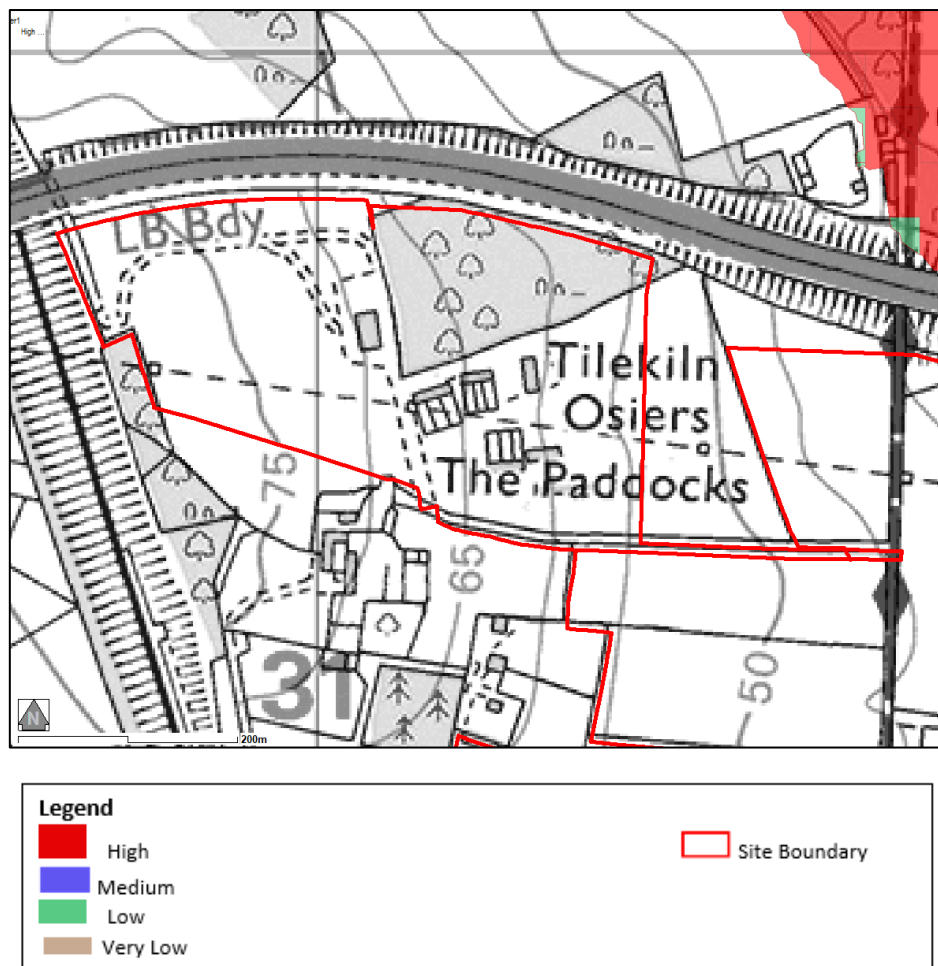 High ...
LB Bdy
Tilekiln
Osiers
The Paddocks
75
65
50
31
N
200m
Legend
High
Medium
Low
Very Low
Site Boundary